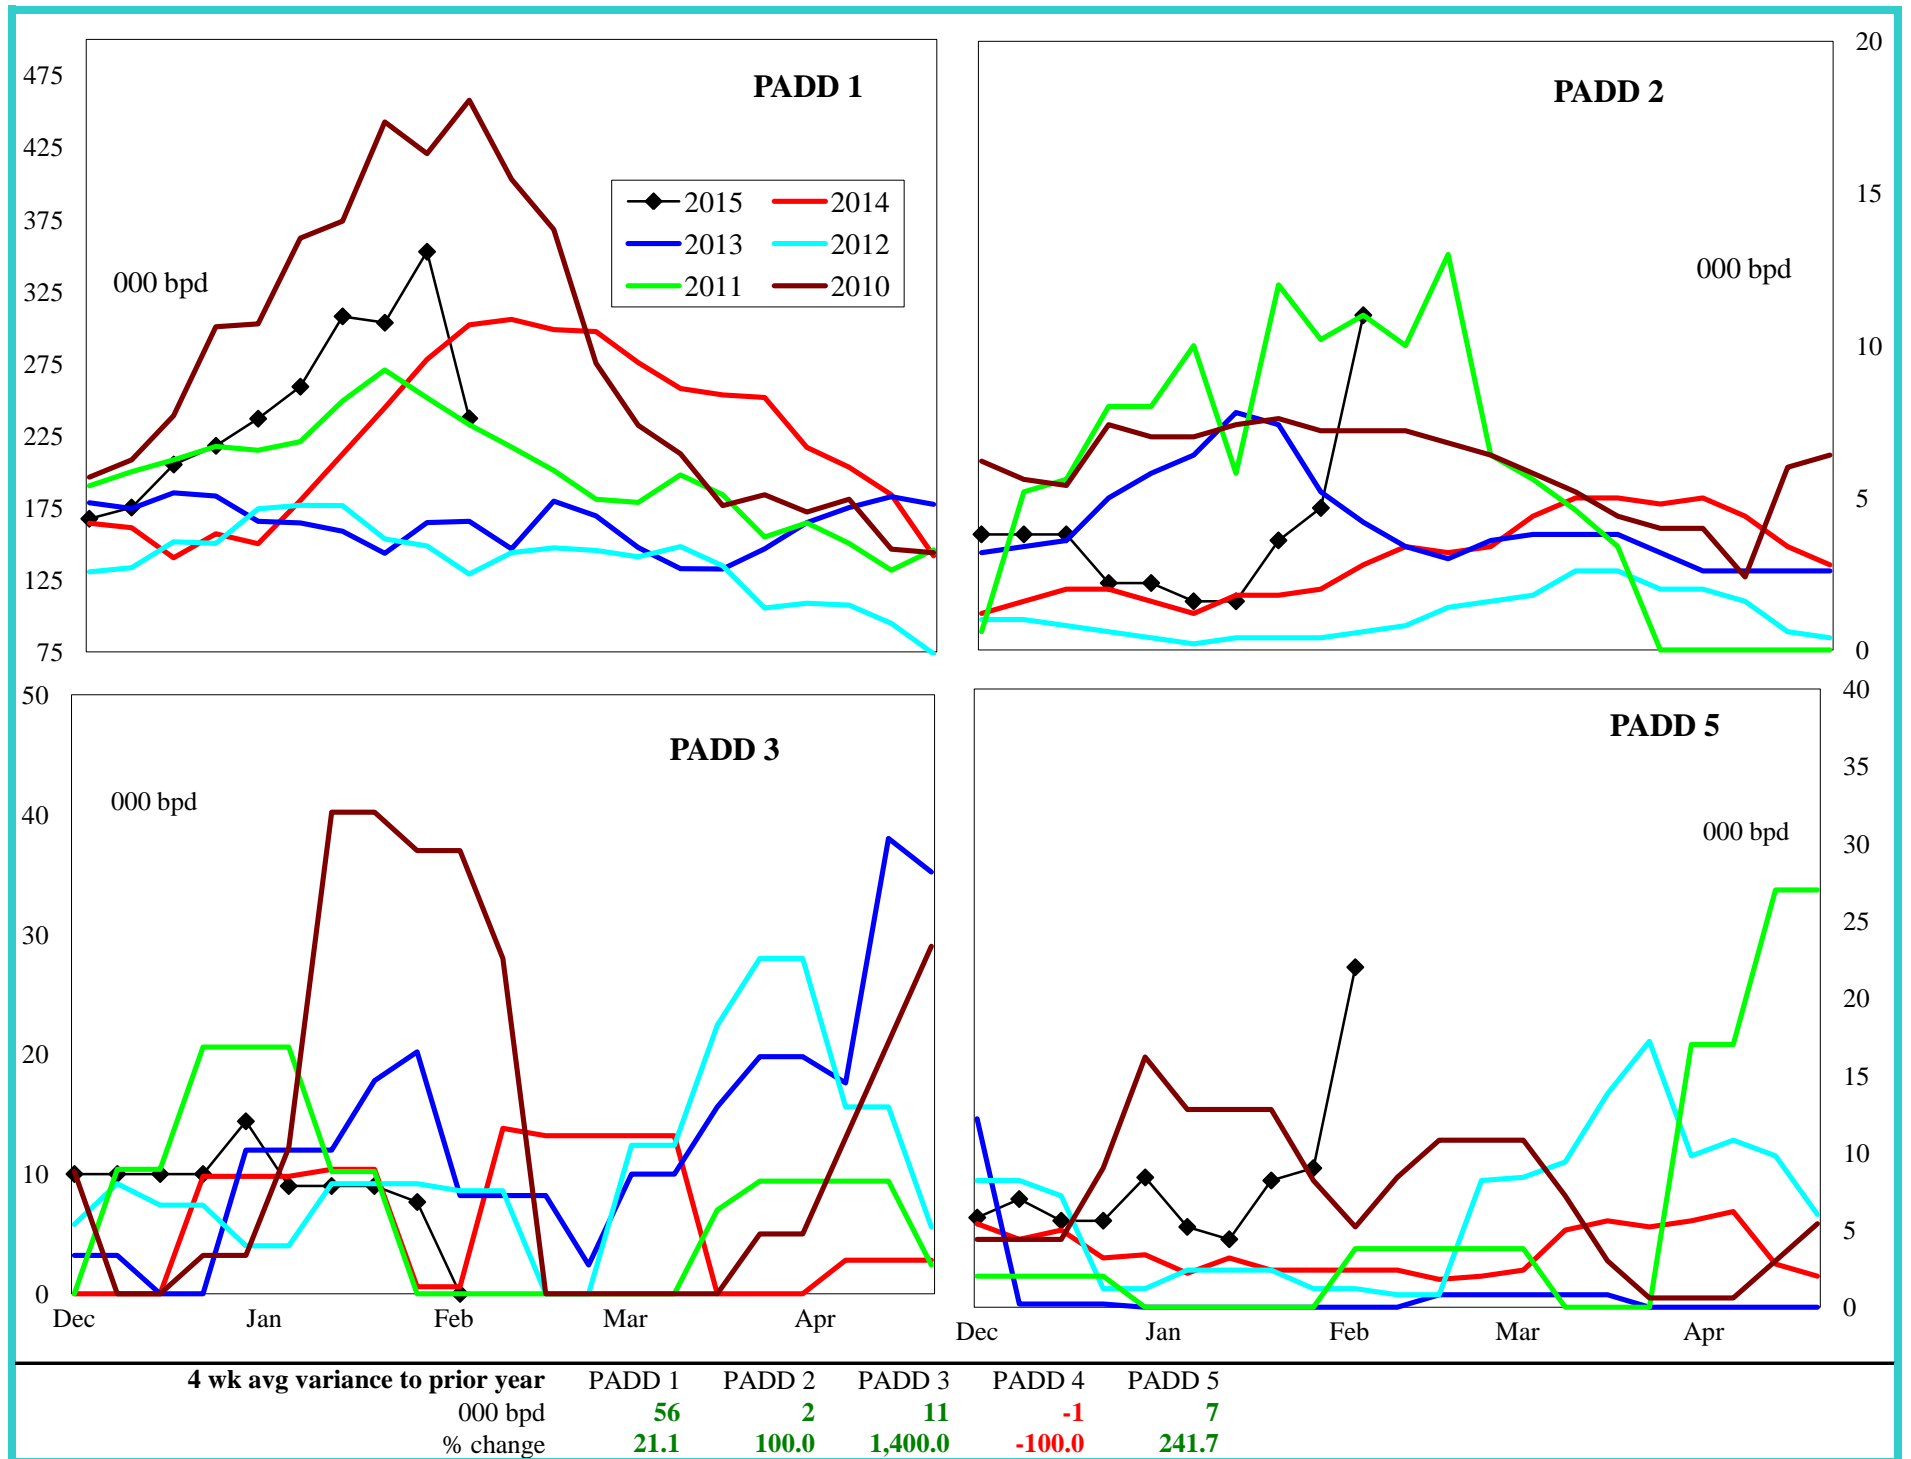 PADD 1
475
425
375
325
275
225
175
125
75
000 bpd
2015 2014
2013 2012
2011 2010
PADD 2
000 bpd
20
15
10
5
0
PADD 3
000 bpd
50
40
30
20
10
0
Dec Jan Feb Mar Apr
PADD 5
000 bpd
40
35
30
25
20
15
10
5
0
Dec Jan Feb Mar Apr
4 wk avg variance to prior year PADD 1 PADD 2 PADD 3 PADD 4 PADD 5
000 bpd 56 2 11 -1 7
% change 21.1 100.0 1,400.0 -100.0 241.7